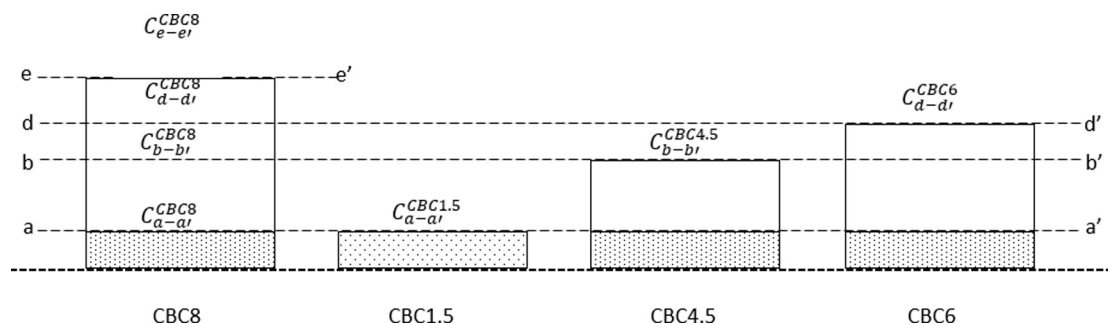 C_{e-e′}^{CBC8}
e e’
C_{d-d′}^{CBC8} C_{d-d′}^{CBC6}
d d’
C_{b-b′}^{CBC8} C_{b-b′}^{CBC4.5}
b b’
C_{a-a′}^{CBC8} C_{a-a′}^{CBC1.5}
a a’
CBC8 CBC1.5 CBC4.5 CBC6